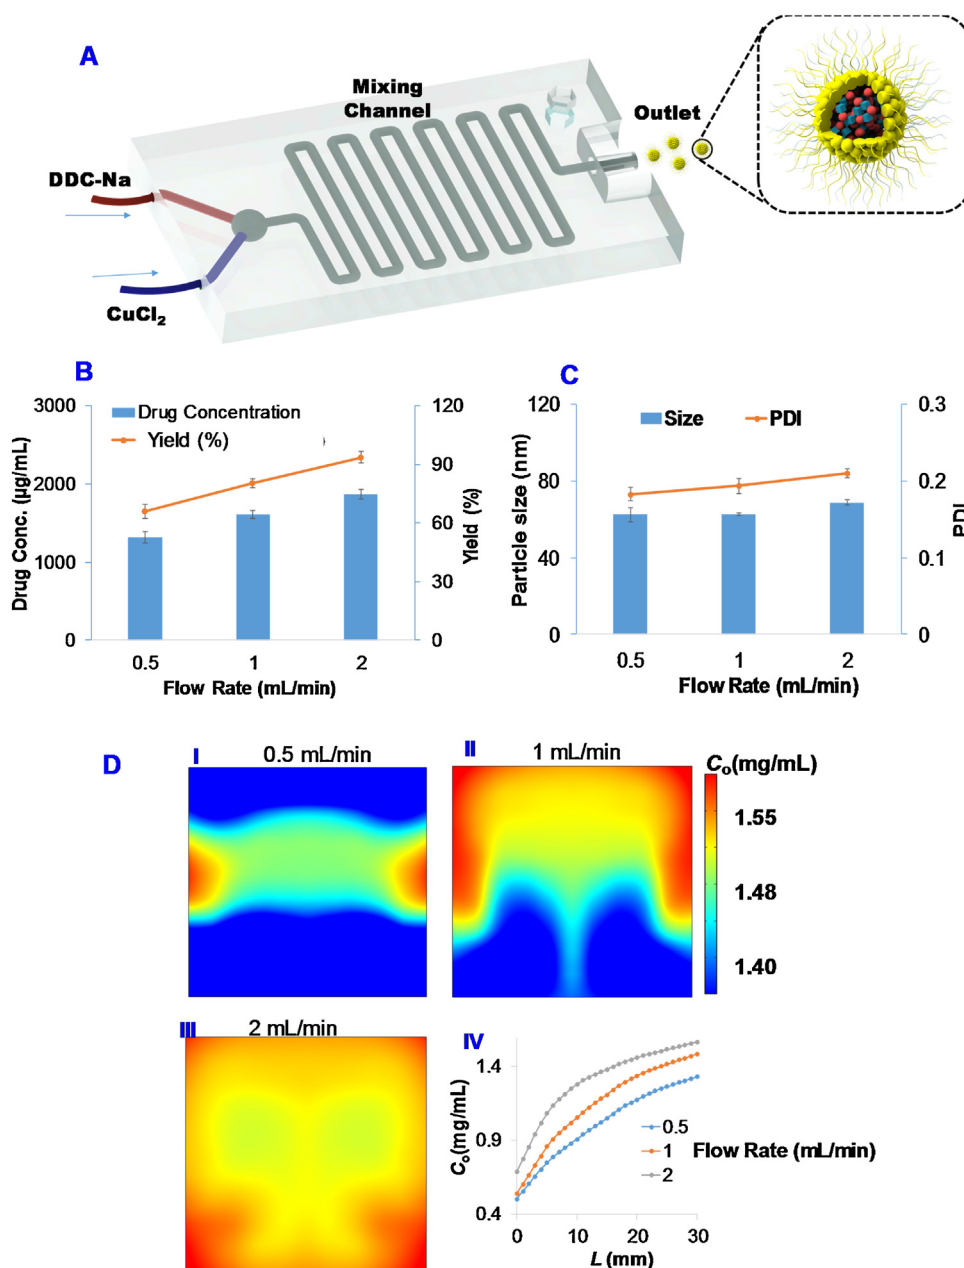 A
Mixing
Channel
Outlet
DDC-Na
CuCl₂
B
3000
2000
1000
0
Drug Conc. (µg/mL)
Drug Concentration
Yield (%)
120
90
60
30
0
Yield (%)
0.5 1 2
Flow Rate (mL/min)
C
120
80
40
0
Particle size (nm)
Size PDI
0.3
0.2
0.1
0
PDI
0.5 1 2
Flow Rate (mL/min)
D
I 0.5 mL/min
II 1 mL/min
Cₒ(mg/mL)
1.55
1.48
1.40
III 2 mL/min
IV
1.4
0.9
0.4
Cₒ(mg/mL)
0.5
1
2
Flow Rate (mL/min)
0 10 20 30
L (mm)